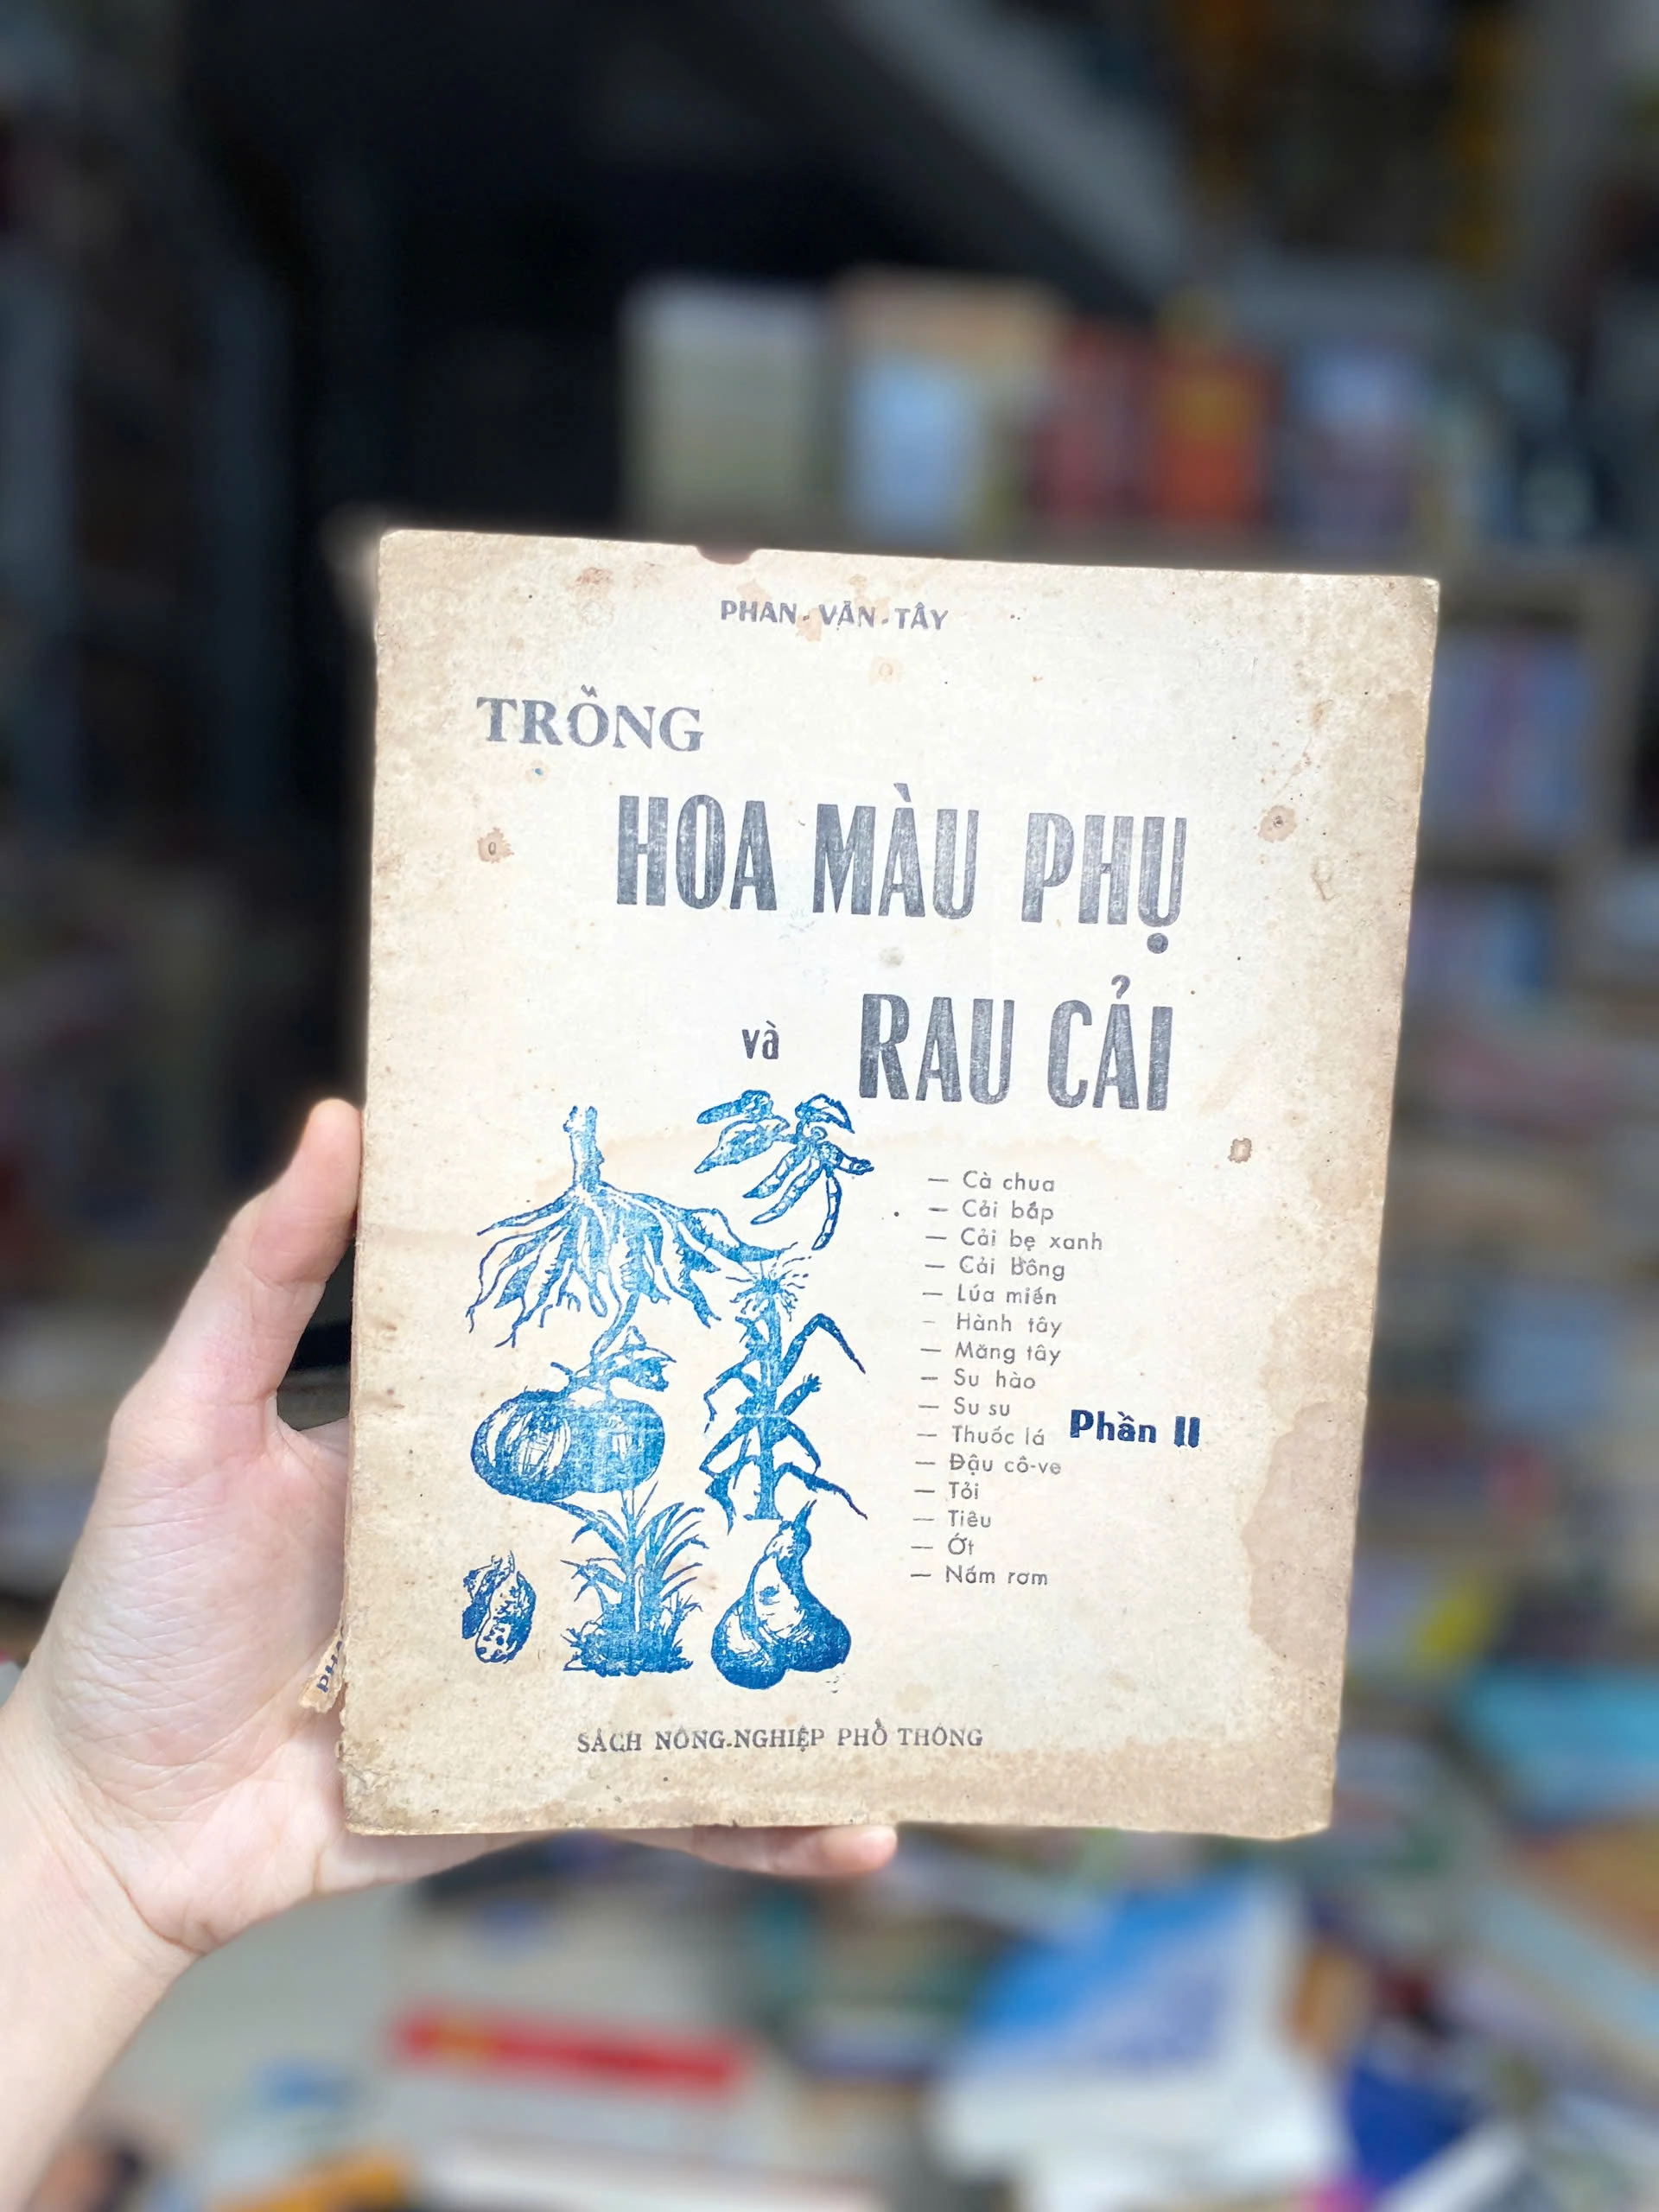 PHAN-VĂN-TÂY
TRỒNG
HOA MÀU PHỤ
và RAU CẢI
— Cà chua
— Cải bắp
— Cải bẹ xanh
— Cải bông
— Lúa miến
— Hành tây
— Măng tây
— Su hào
— Su su
— Thuốc lá
Phần II
— Đậu cô-ve
— Tỏi
— Tiêu
— Ớt
— Nấm rơm
SÁCH NÔNG-NGHIỆP PHỔ THÔNG